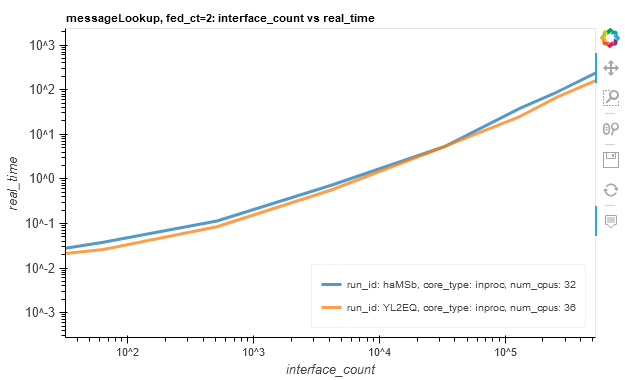 messageLookup, fed_ct=2: interface_count vs real_time
10^3
10^2
10^1
10^0
10^-1
10^-2
10^-3
real_time
run_id: haMSb, core_type: inproc, num_cpus: 32
run_id: YL2EQ, core_type: inproc, num_cpus: 36
10^2
10^3
10^4
10^5
interface_count